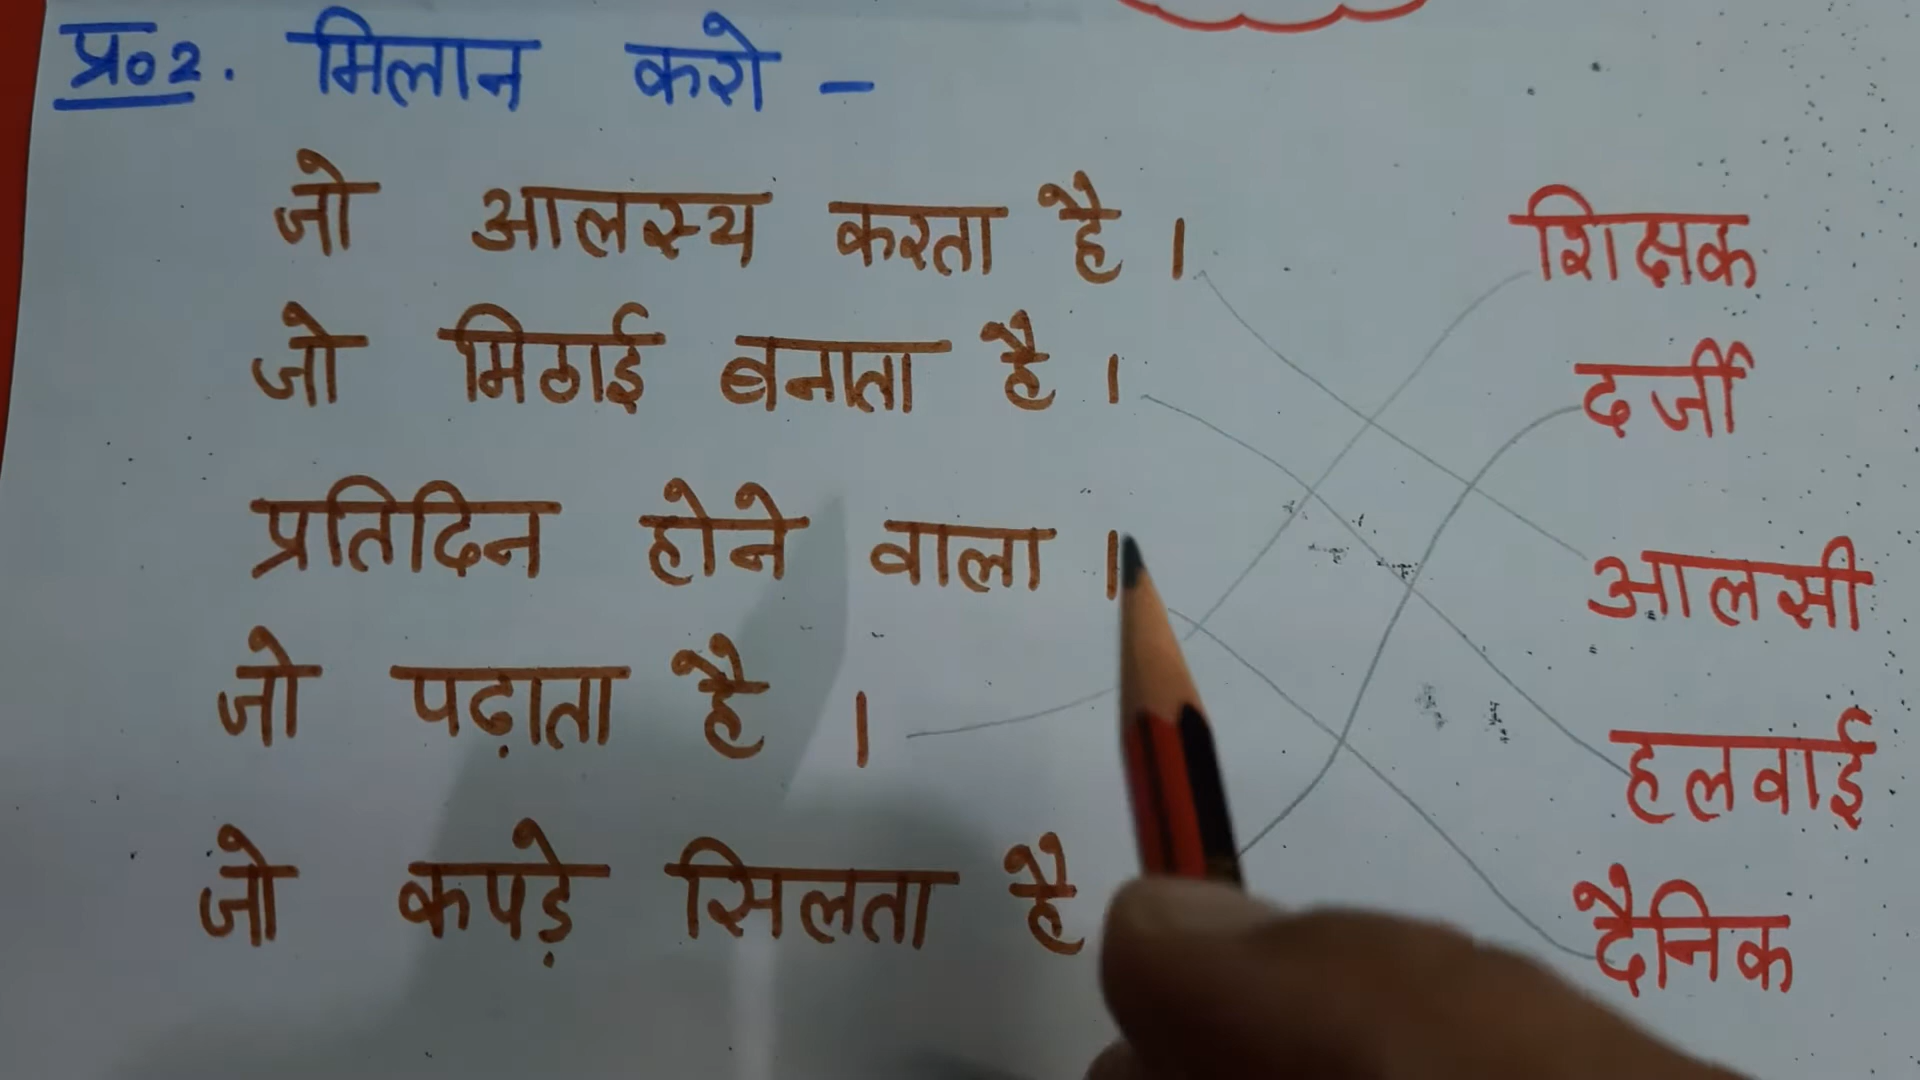 प्र०2. मिलान करो -
जो आलस्य करता है।
शिक्षक
जो मिठाई बनाता है।
दर्जी
प्रतिदिन होने वाला।
आलसी
जो पढ़ाता है।
हलवाई
जो कपड़े सिलता है
दैनिक